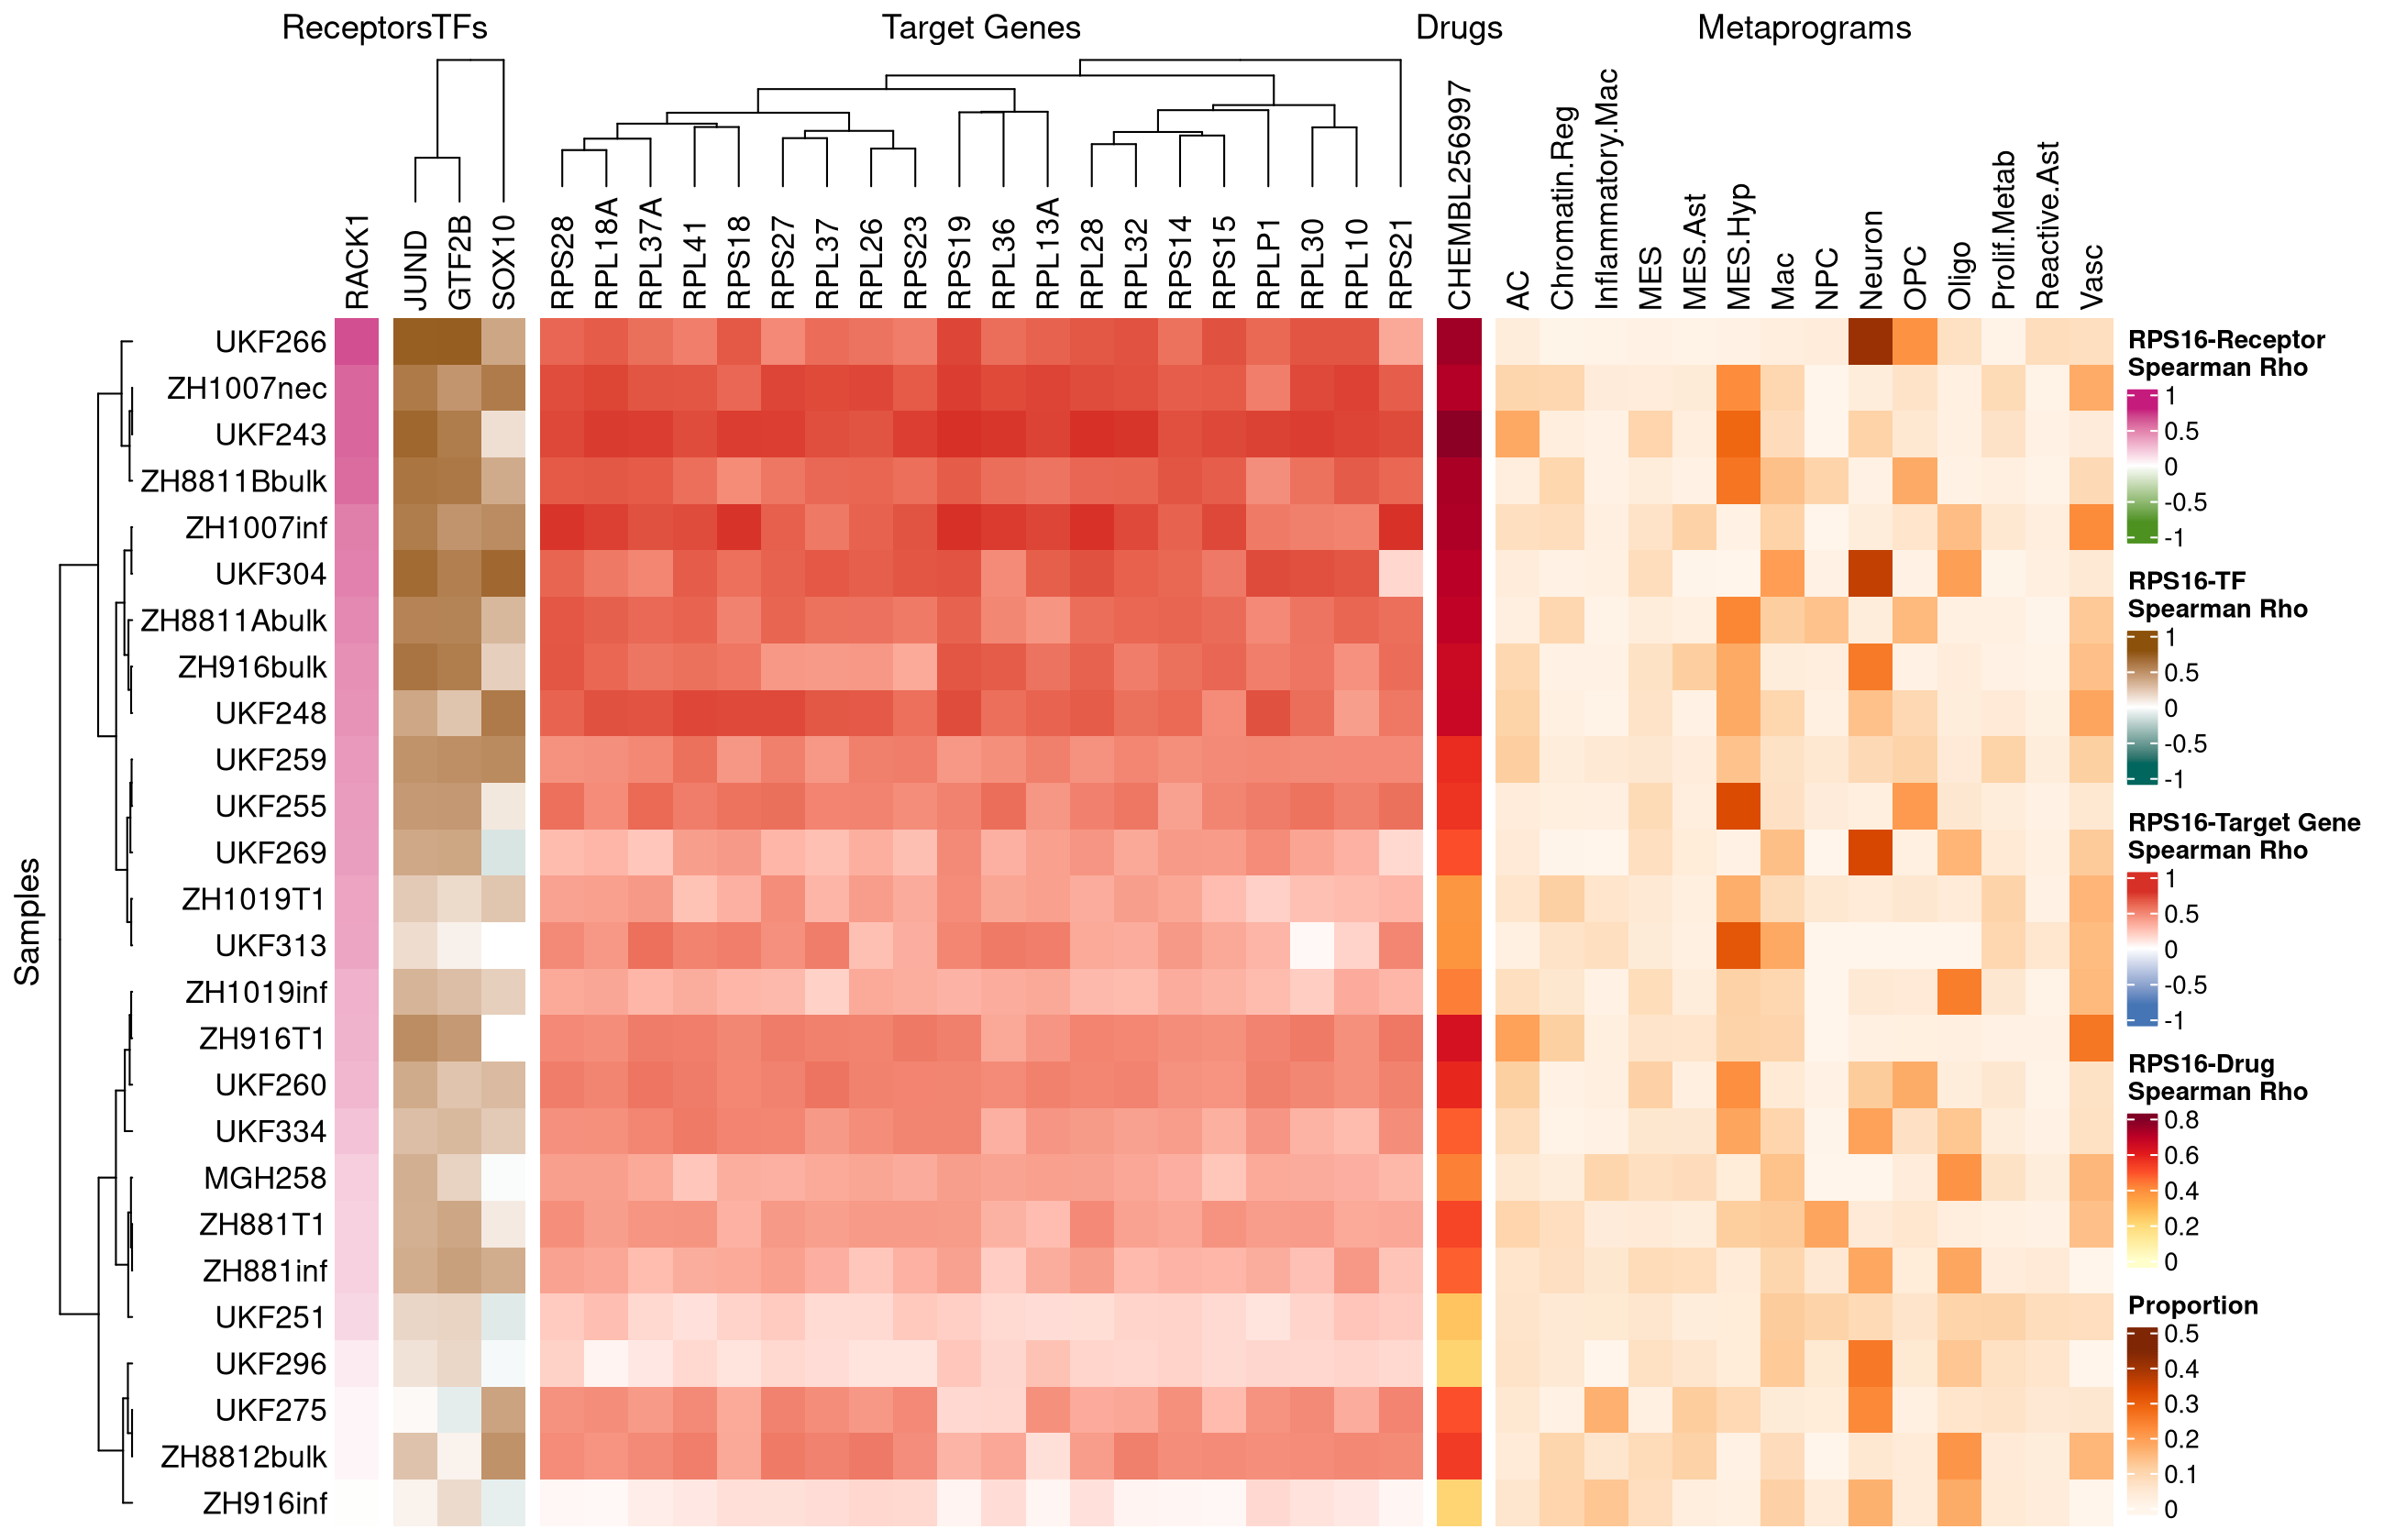 ReceptorsTFs Target Genes Drugs Metaprograms
RACK1
JUND
GTF2B
SOX10
RPS28
RPL18A
RPL37A
RPL41
RPS18
RPS27
RPL37
RPL26
RPS23
RPS19
RPL36
RPL13A
RPL28
RPL32
RPS14
RPS15
RPLP1
RPL30
RPL10
RPS21
CHEMBL256997
AC
Chromatin.Reg
Inflammatory.Mac
MES
MES.Ast
MES.Hyp
Mac
NPC
Neuron
OPC
Oligo
Prolif.Metab
Reactive.Ast
Vasc
Samples
UKF266
ZH1007nec
UKF243
ZH8811Bbulk
ZH1007inf
UKF304
ZH8811Abulk
ZH916bulk
UKF248
UKF259
UKF255
UKF269
ZH1019T1
UKF313
ZH1019inf
ZH916T1
UKF260
UKF334
MGH258
ZH881T1
ZH881inf
UKF251
UKF296
UKF275
ZH8812bulk
ZH916inf
RPS16-Receptor
Spearman Rho
1
0.5
0
-0.5
-1
RPS16-TF
Spearman Rho
1
0.5
0
-0.5
-1
RPS16-Target Gene
Spearman Rho
1
0.5
0
-0.5
-1
RPS16-Drug
Spearman Rho
0.8
0.6
0.4
0.2
0
Proportion
0.5
0.4
0.3
0.2
0.1
0